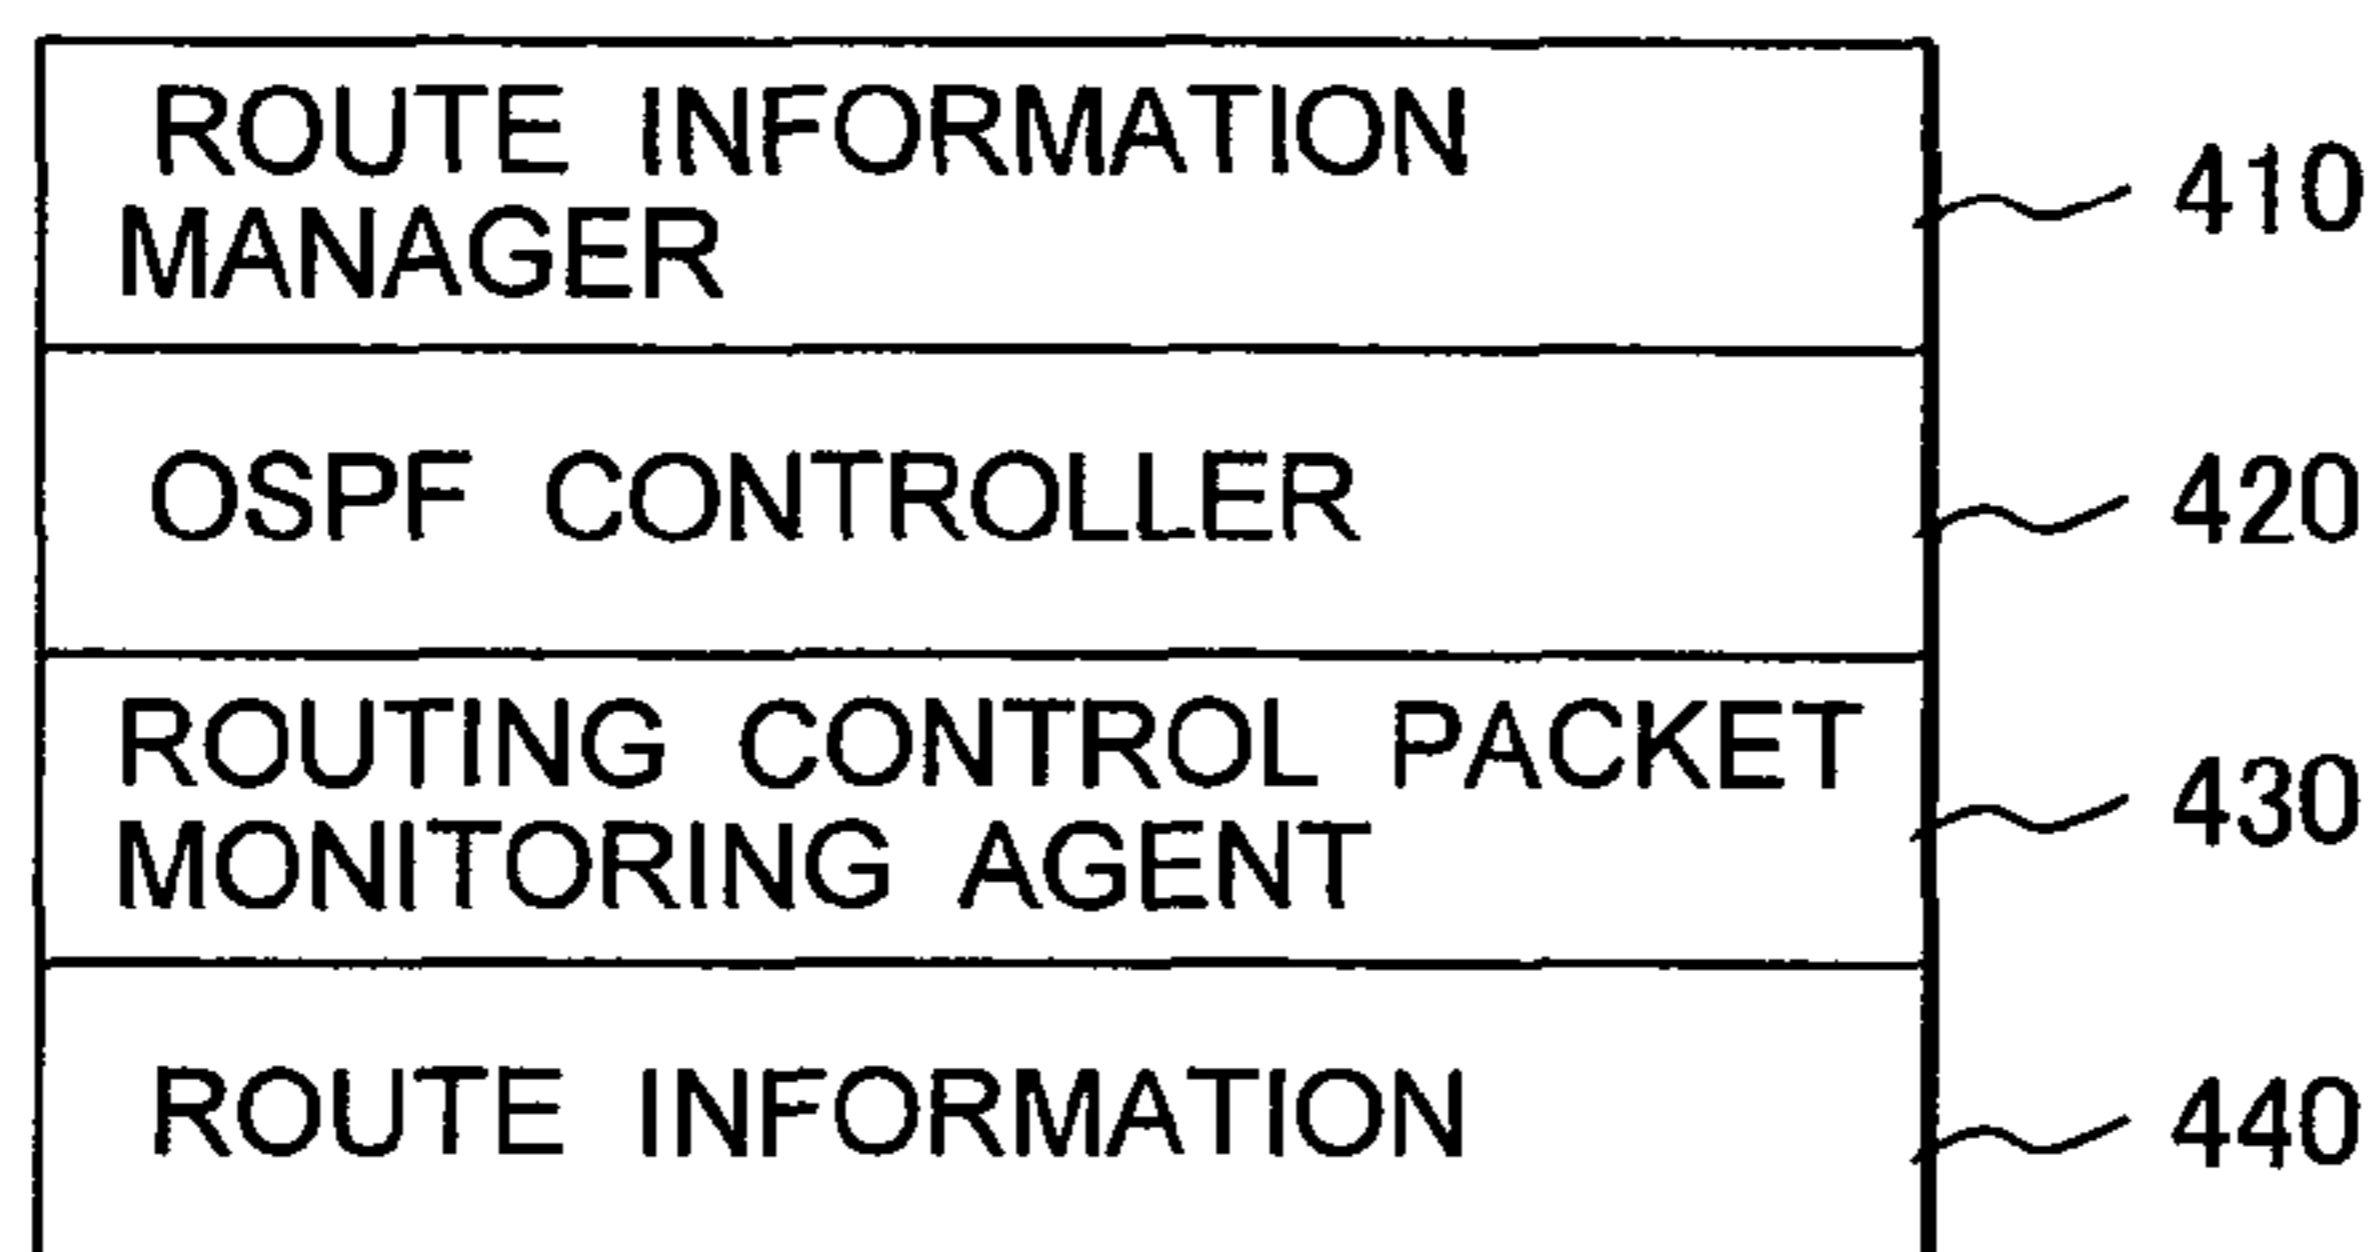 ROUTE INFORMATION
MANAGER
410
OSPF CONTROLLER
420
ROUTING CONTROL PACKET
MONITORING AGENT
430
ROUTE INFORMATION
440